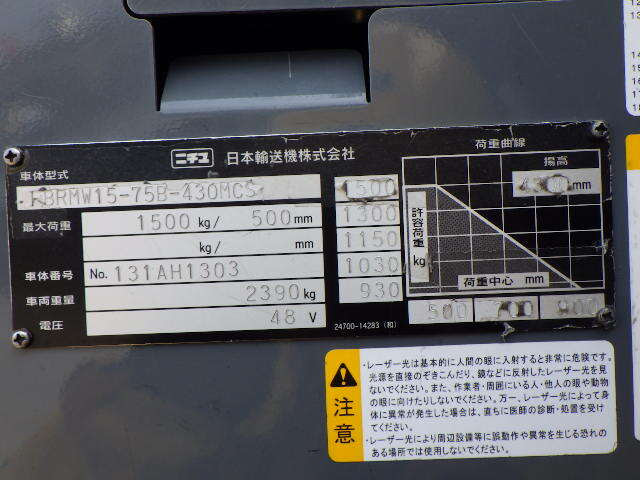 ニチユ 日本輸送機株式会社
車体型式
FBRMW15-75B-430MCS
最大荷重
1500 kg/ 500 mm
kg/ mm
車体番号
No. 131AH1303
車両重量
2390 kg
電圧
48 V
1500
1300
1150
1030
930
24700-14283 (和)
荷重曲線
揚高
mm
許容荷重
kg
荷重中心 mm
500
700
900
・レーザー光は基本的に人間の眼に入射すると非常に危険です。
光源を直接のぞきこんだり、鏡などに反射したレーザー光を見
ないでください。また、作業者・周囲にいる人・他人の眼や動物
の眼に向けたりしないでください。万一、レーザー光によって身
体に異常が発生した場合は、直ちに医師の診断・処置を受け
てください。
・レーザー光により周辺設備等に誤動作や異常を生じる恐れの
ある場所では使用しないでください。
注意
12
13
14
15
16
17
18